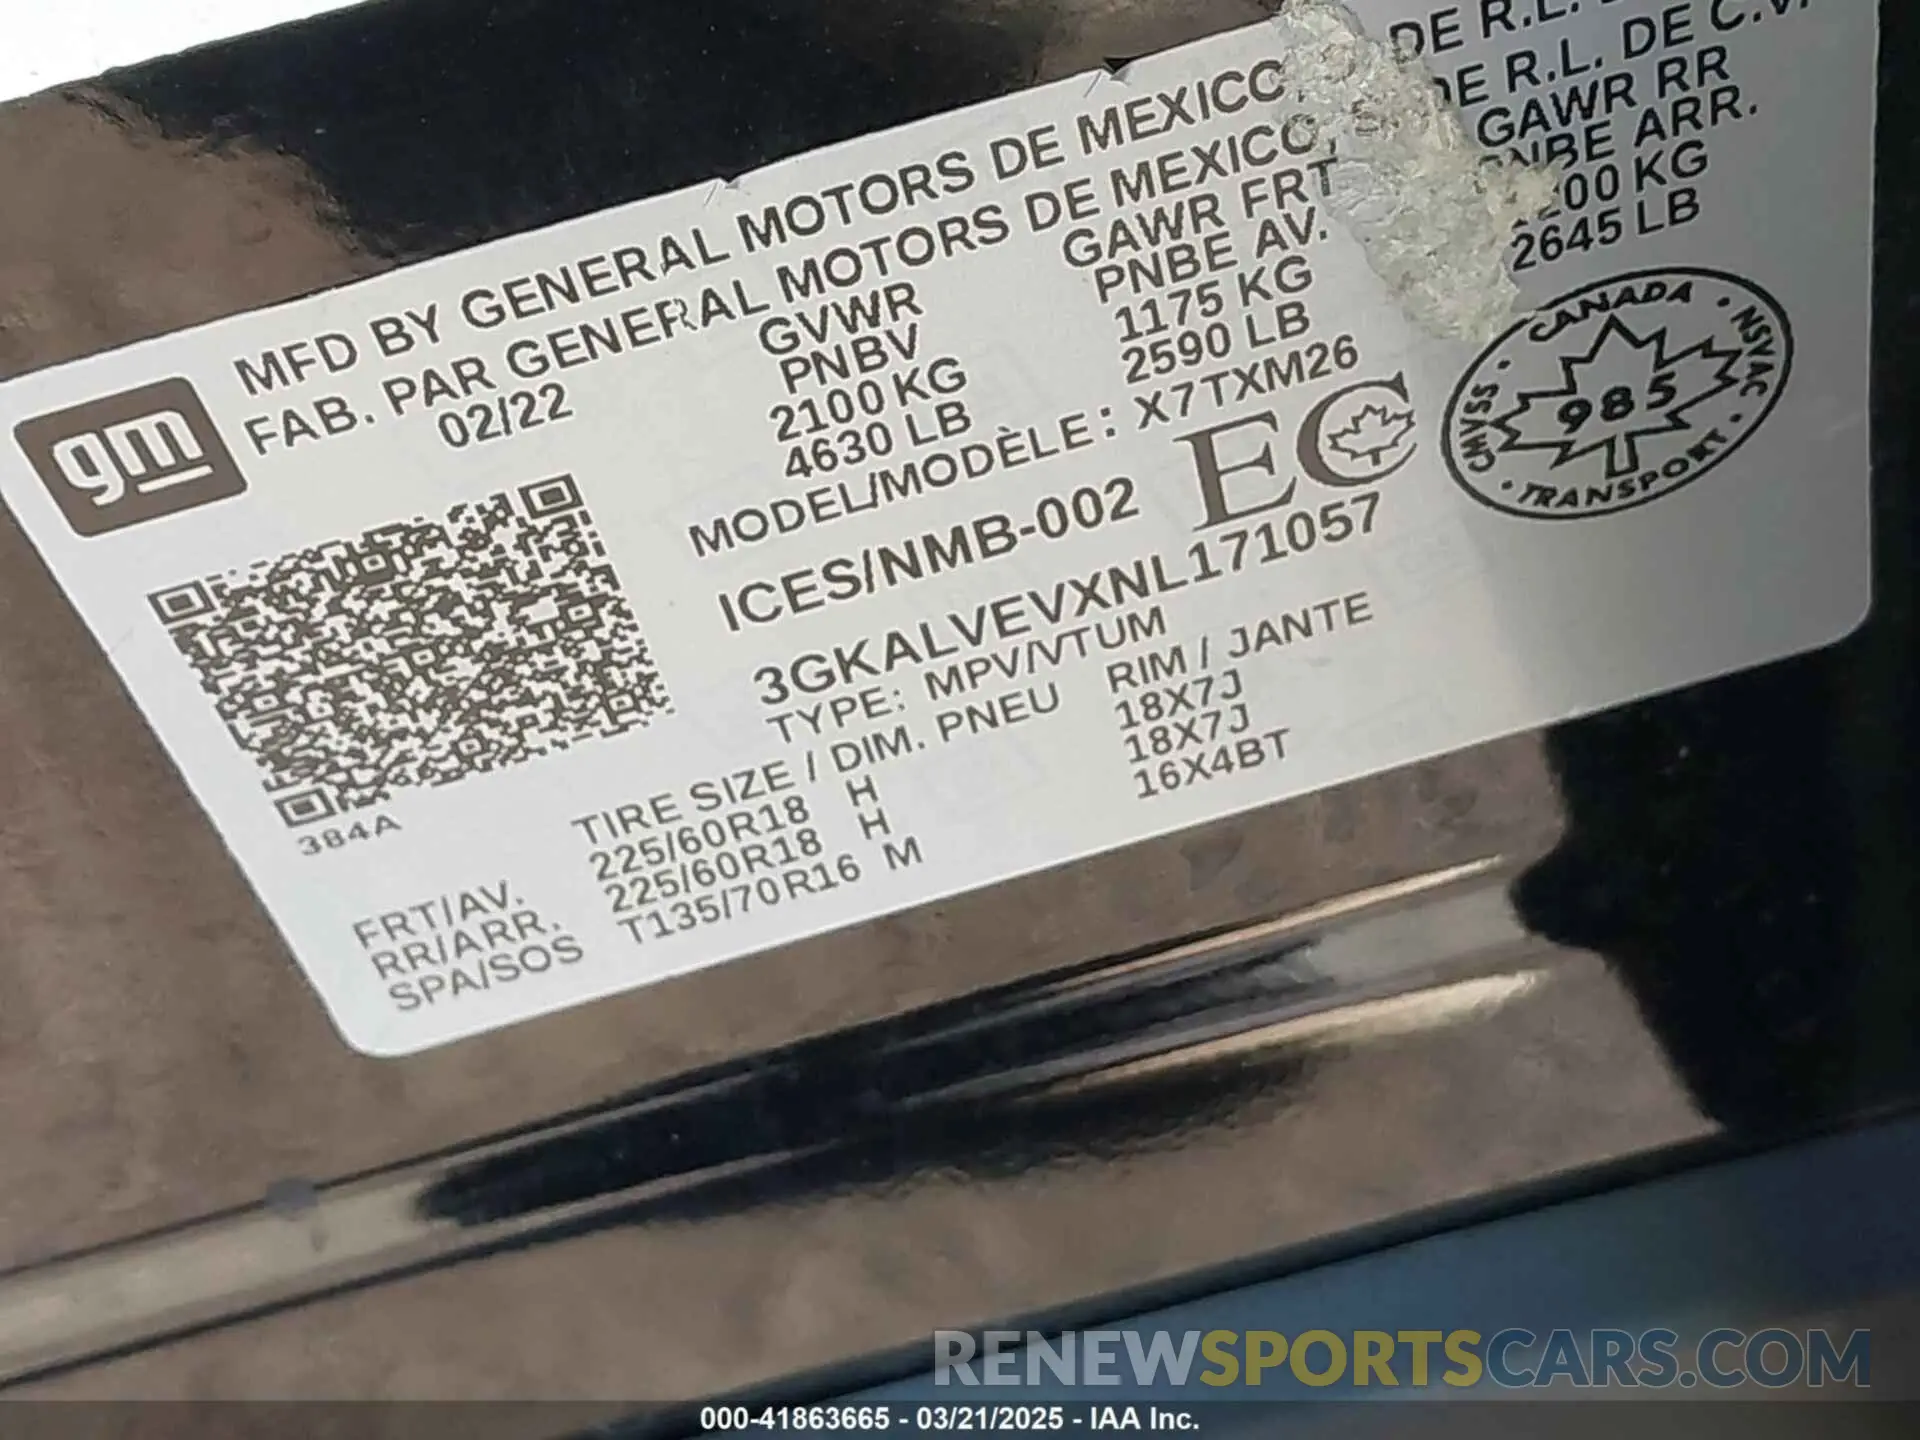 MFD BY GENERAL MOTORS DE MEXICO DE R.L.
FAB. PAR GENERAL MOTORS DE MEXICO, DE R.L. DE C.V.
02/22
GVWR
PNBV
2100 KG
4630 LB
GAWR FRT
PNBE AV.
1175 KG
2590 LB
GAWR RR
PNBE ARR.
KG
2645 LB
gm
MODEL/MODÈLE: X7TXM26
ICES/NMB-002
EC
CANADA · NSVAC · TRANSPORT · CMVSS ·
985
3GKALVEVXNL171057
TYPE: MPV/VTUM
TIRE SIZE / DIM. PNEU RIM / JANTE
FRT/AV. 225/60R18 H 18X7J
RR/ARR. 225/60R18 H 18X7J
SPA/SOS T135/70R16 M 16X4BT
384A
RENEWSPORTSCARS.COM
000-41863665 - 03/21/2025 - IAA Inc.